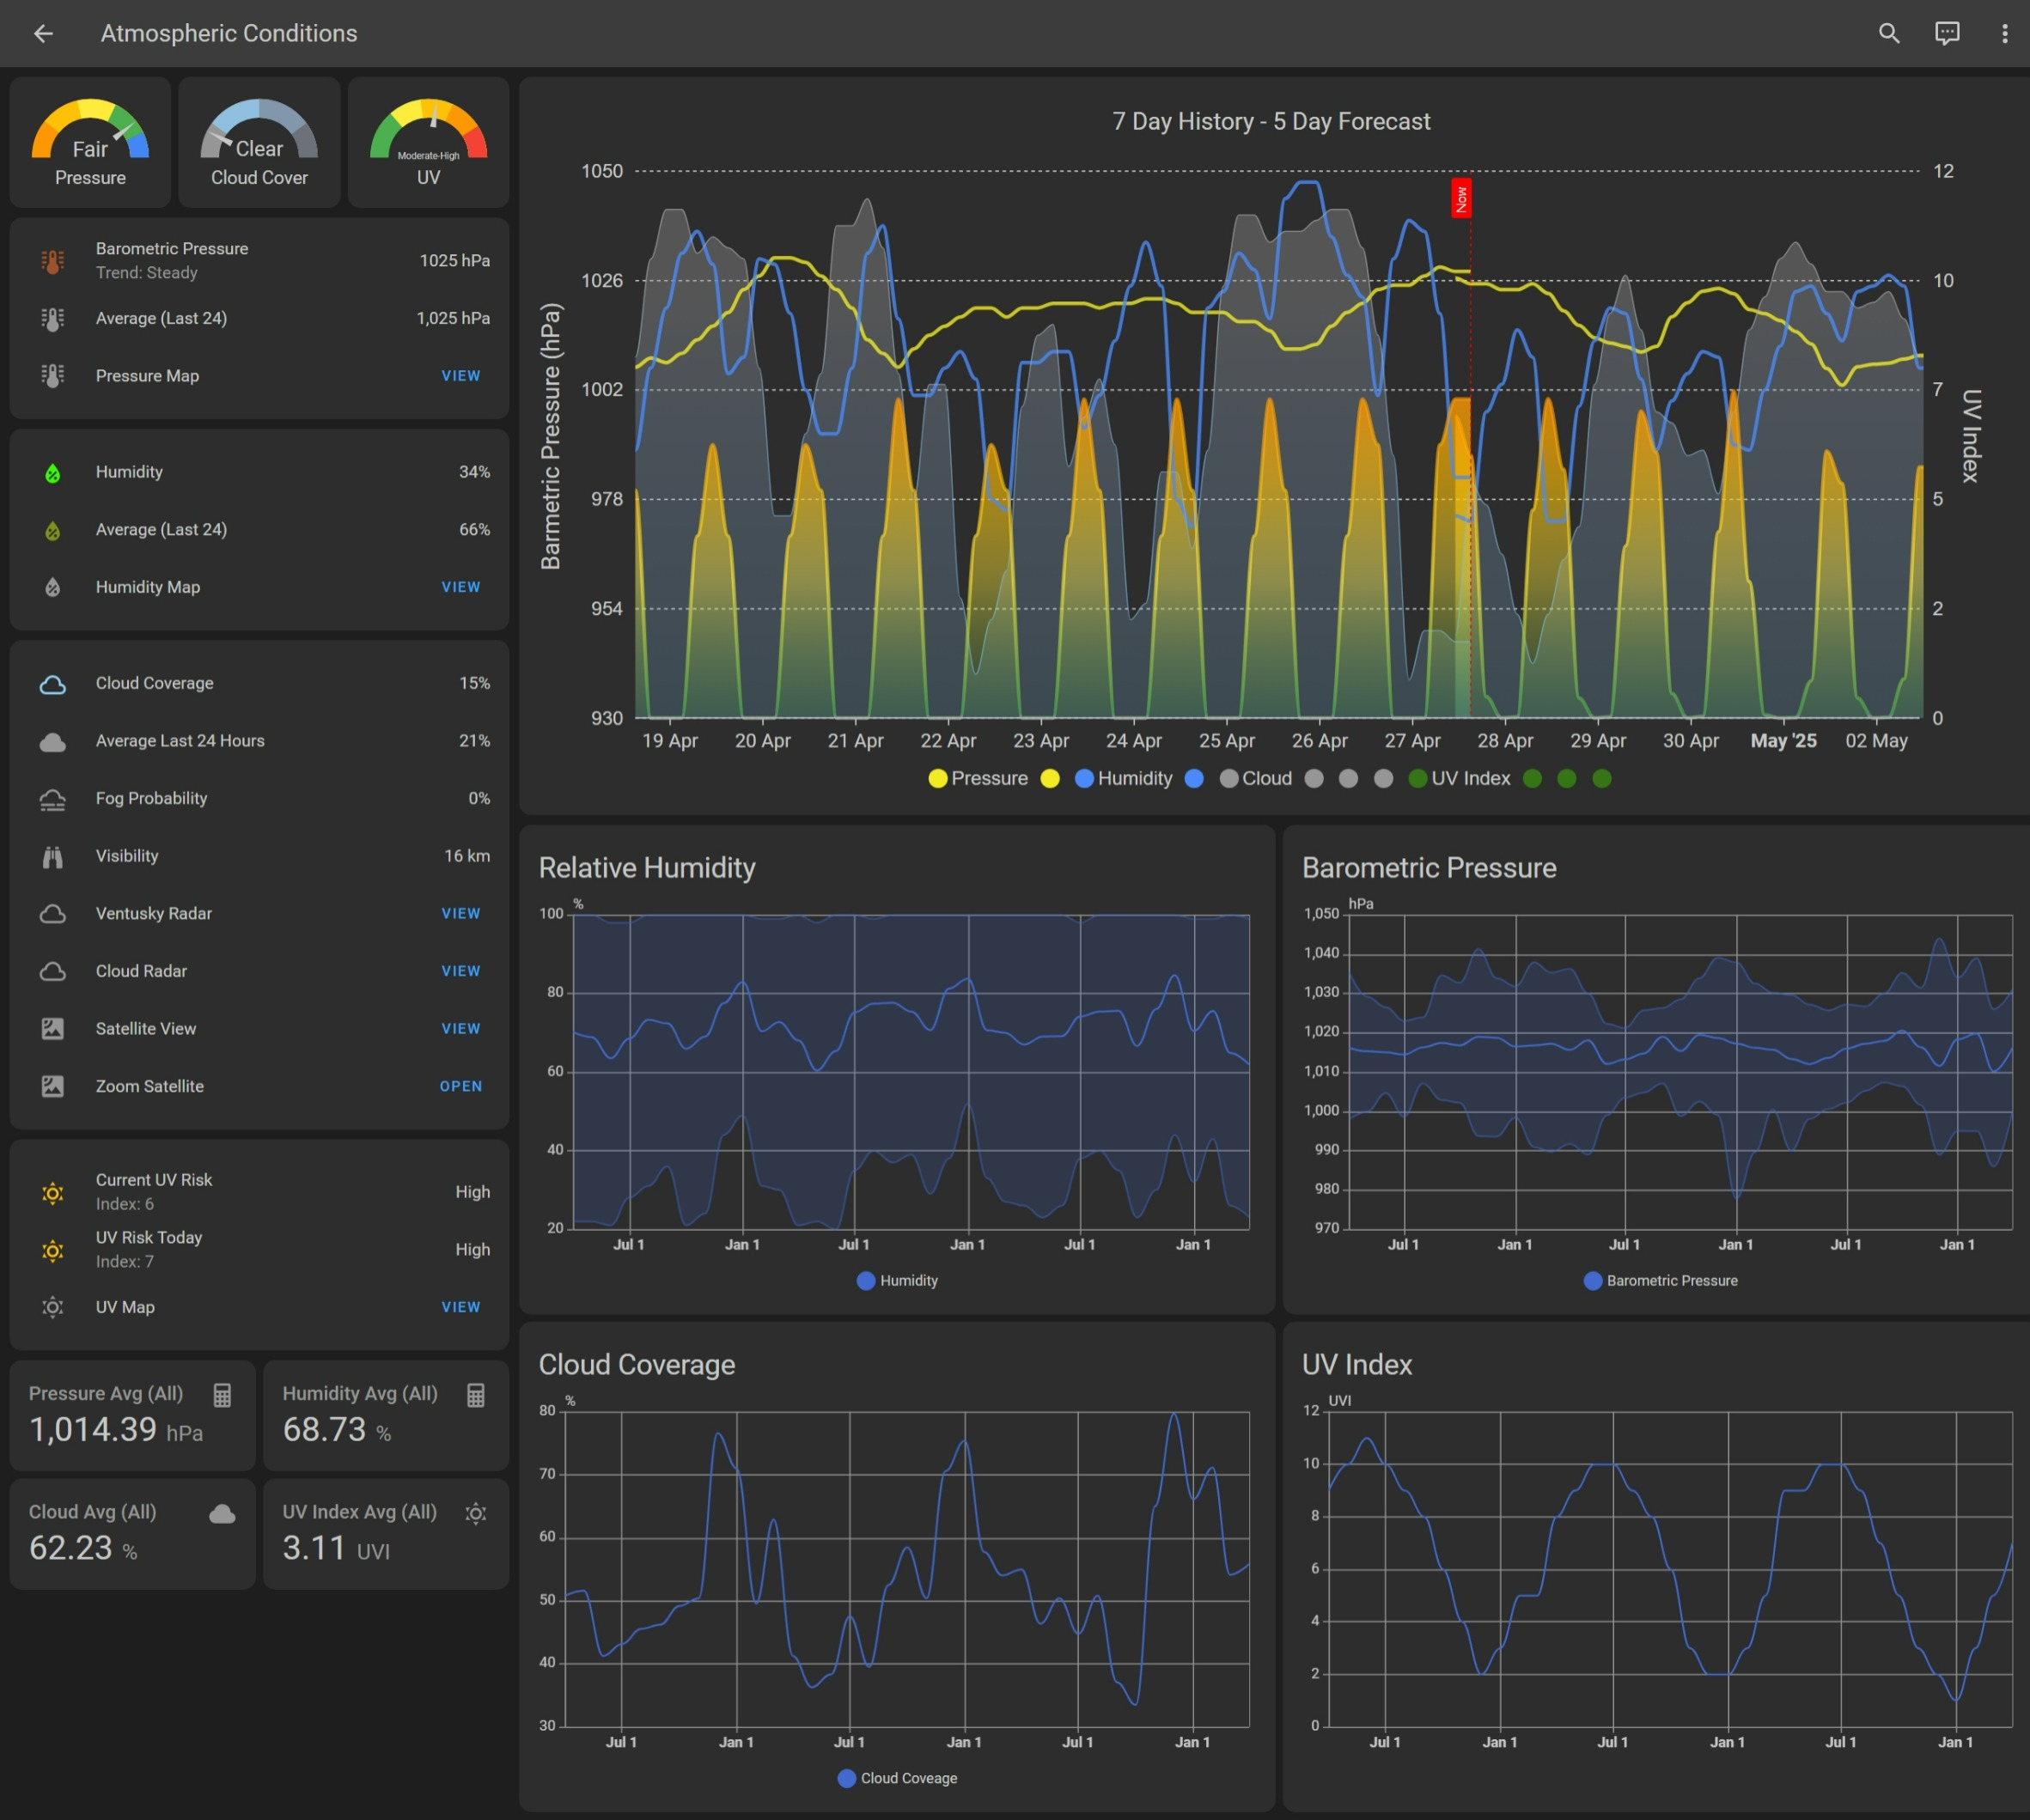 Atmospheric Conditions
Fair
Pressure
Clear
Cloud Cover
Moderate-High
UV
Barometric Pressure
Trend: Steady
1025 hPa
Average (Last 24)
1,025 hPa
Pressure Map
VIEW
Humidity
34%
Average (Last 24)
66%
Humidity Map
VIEW
Cloud Coverage
15%
Average Last 24 Hours
21%
Fog Probability
0%
Visibility
16 km
Ventusky Radar
VIEW
Cloud Radar
VIEW
Satellite View
VIEW
Zoom Satellite
OPEN
Current UV Risk
Index: 6
High
UV Risk Today
Index: 7
High
UV Map
VIEW
Pressure Avg (All)
1,014.39 hPa
Humidity Avg (All)
68.73 %
Cloud Avg (All)
62.23 %
UV Index Avg (All)
3.11 UVI
7 Day History - 5 Day Forecast
Barmetric Pressure (hPa)
1050
1026
1002
978
954
930
Now
12
10
7
5
2
0
UV Index
19 Apr
20 Apr
21 Apr
22 Apr
23 Apr
24 Apr
25 Apr
26 Apr
27 Apr
28 Apr
29 Apr
30 Apr
May '25
02 May
Pressure
Humidity
Cloud
UV Index
Relative Humidity
%
100
80
60
40
20
Jul 1
Jan 1
Jul 1
Jan 1
Jul 1
Jan 1
Humidity
Barometric Pressure
hPa
1,050
1,040
1,030
1,020
1,010
1,000
990
980
970
Jul 1
Jan 1
Jul 1
Jan 1
Jul 1
Jan 1
Barometric Pressure
Cloud Coverage
%
80
70
60
50
40
30
Jul 1
Jan 1
Jul 1
Jan 1
Jul 1
Jan 1
Cloud Coveage
UV Index
UVI
12
10
8
6
4
2
0
Jul 1
Jan 1
Jul 1
Jan 1
Jul 1
Jan 1